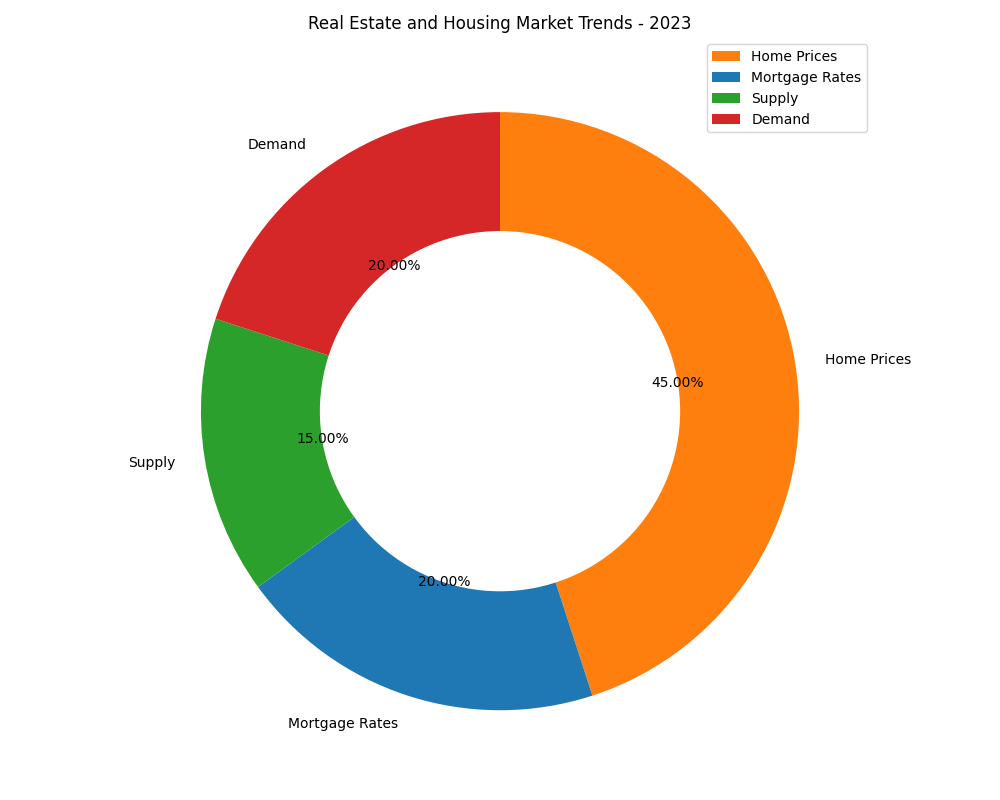 Real Estate and Housing Market Trends - 2023
Home Prices
Mortgage Rates
Supply
Demand
Demand
20.00%
Home Prices
45.00%
15.00%
Supply
20.00%
Mortgage Rates